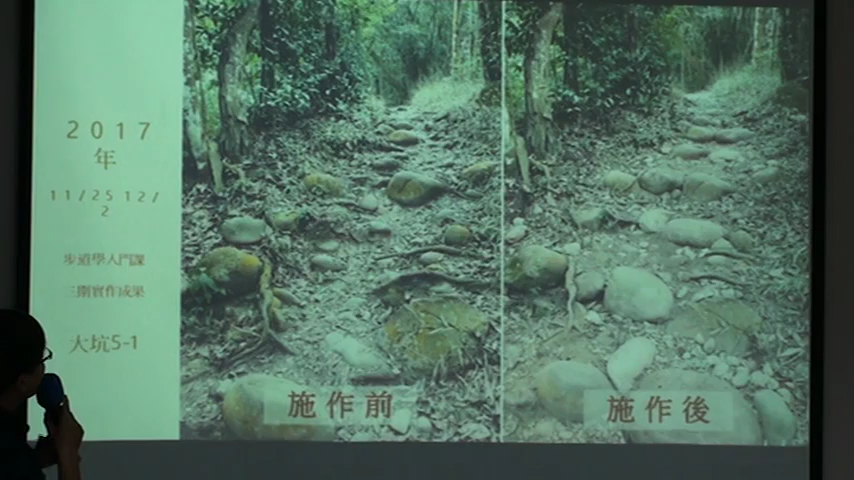 2017
年
11/25 12/
2
步道學入門課
三期實作成果
大坑5-1
施作前
施作後